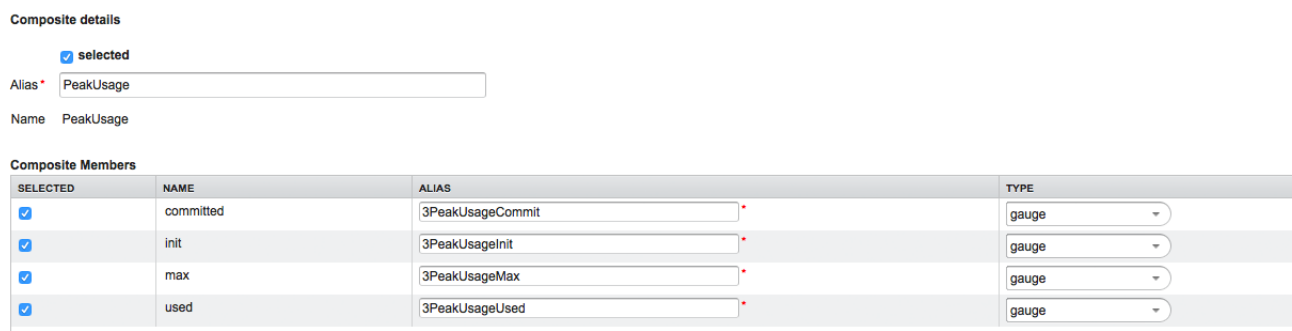 Composite details
selected
Alias* PeakUsage
Name PeakUsage
Composite Members
SELECTED NAME ALIAS TYPE
committed 3PeakUsageCommit * gauge
init 3PeakUsageInit * gauge
max 3PeakUsageMax * gauge
used 3PeakUsageUsed * gauge